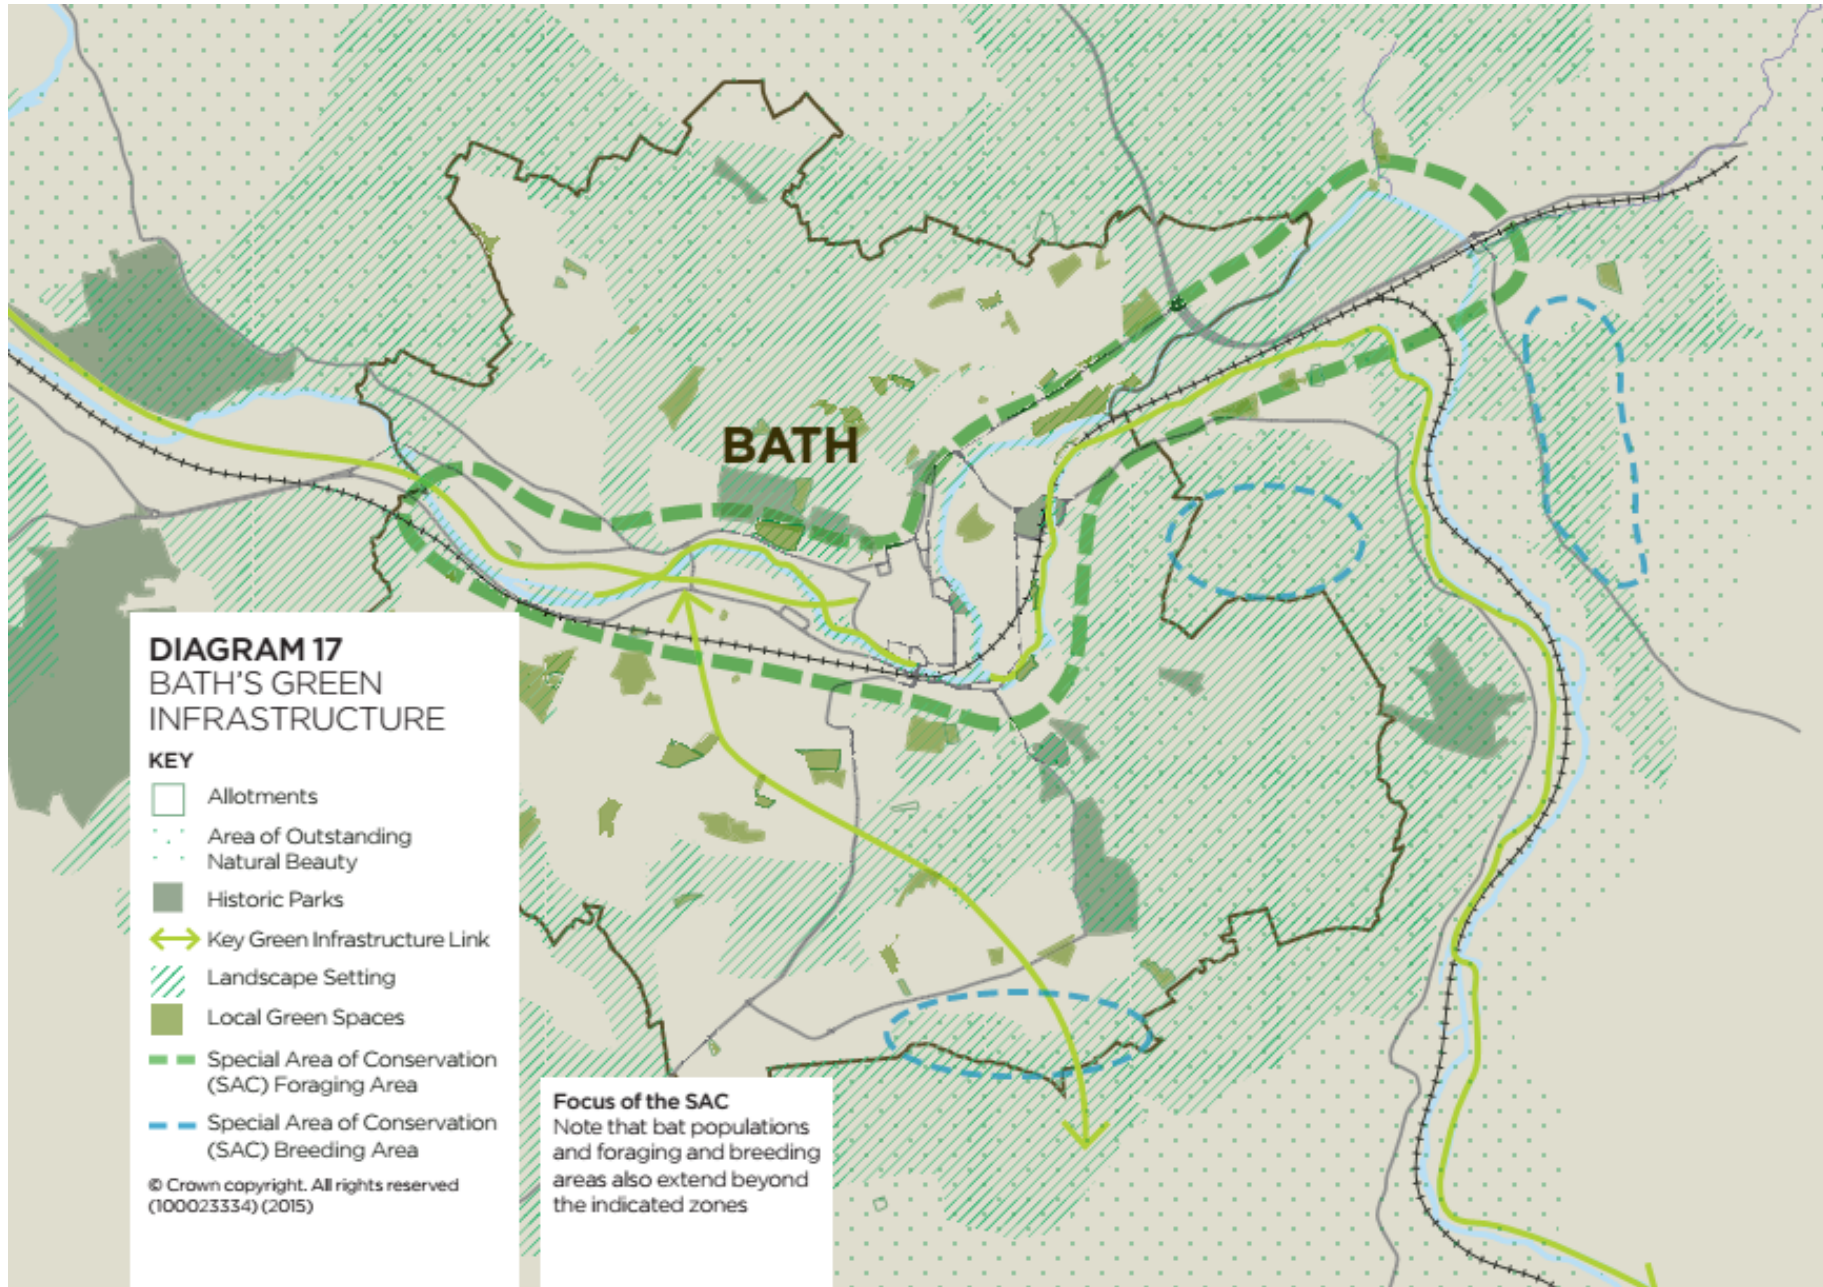 BATH
DIAGRAM 17
BATH'S GREEN
INFRASTRUCTURE
KEY
Allotments
Area of Outstanding
Natural Beauty
Historic Parks
Key Green Infrastructure Link
Landscape Setting
Local Green Spaces
Special Area of Conservation
(SAC) Foraging Area
Special Area of Conservation
(SAC) Breeding Area
© Crown copyright. All rights reserved
(100023334) (2015)
Focus of the SAC
Note that bat populations
and foraging and breeding
areas also extend beyond
the indicated zones